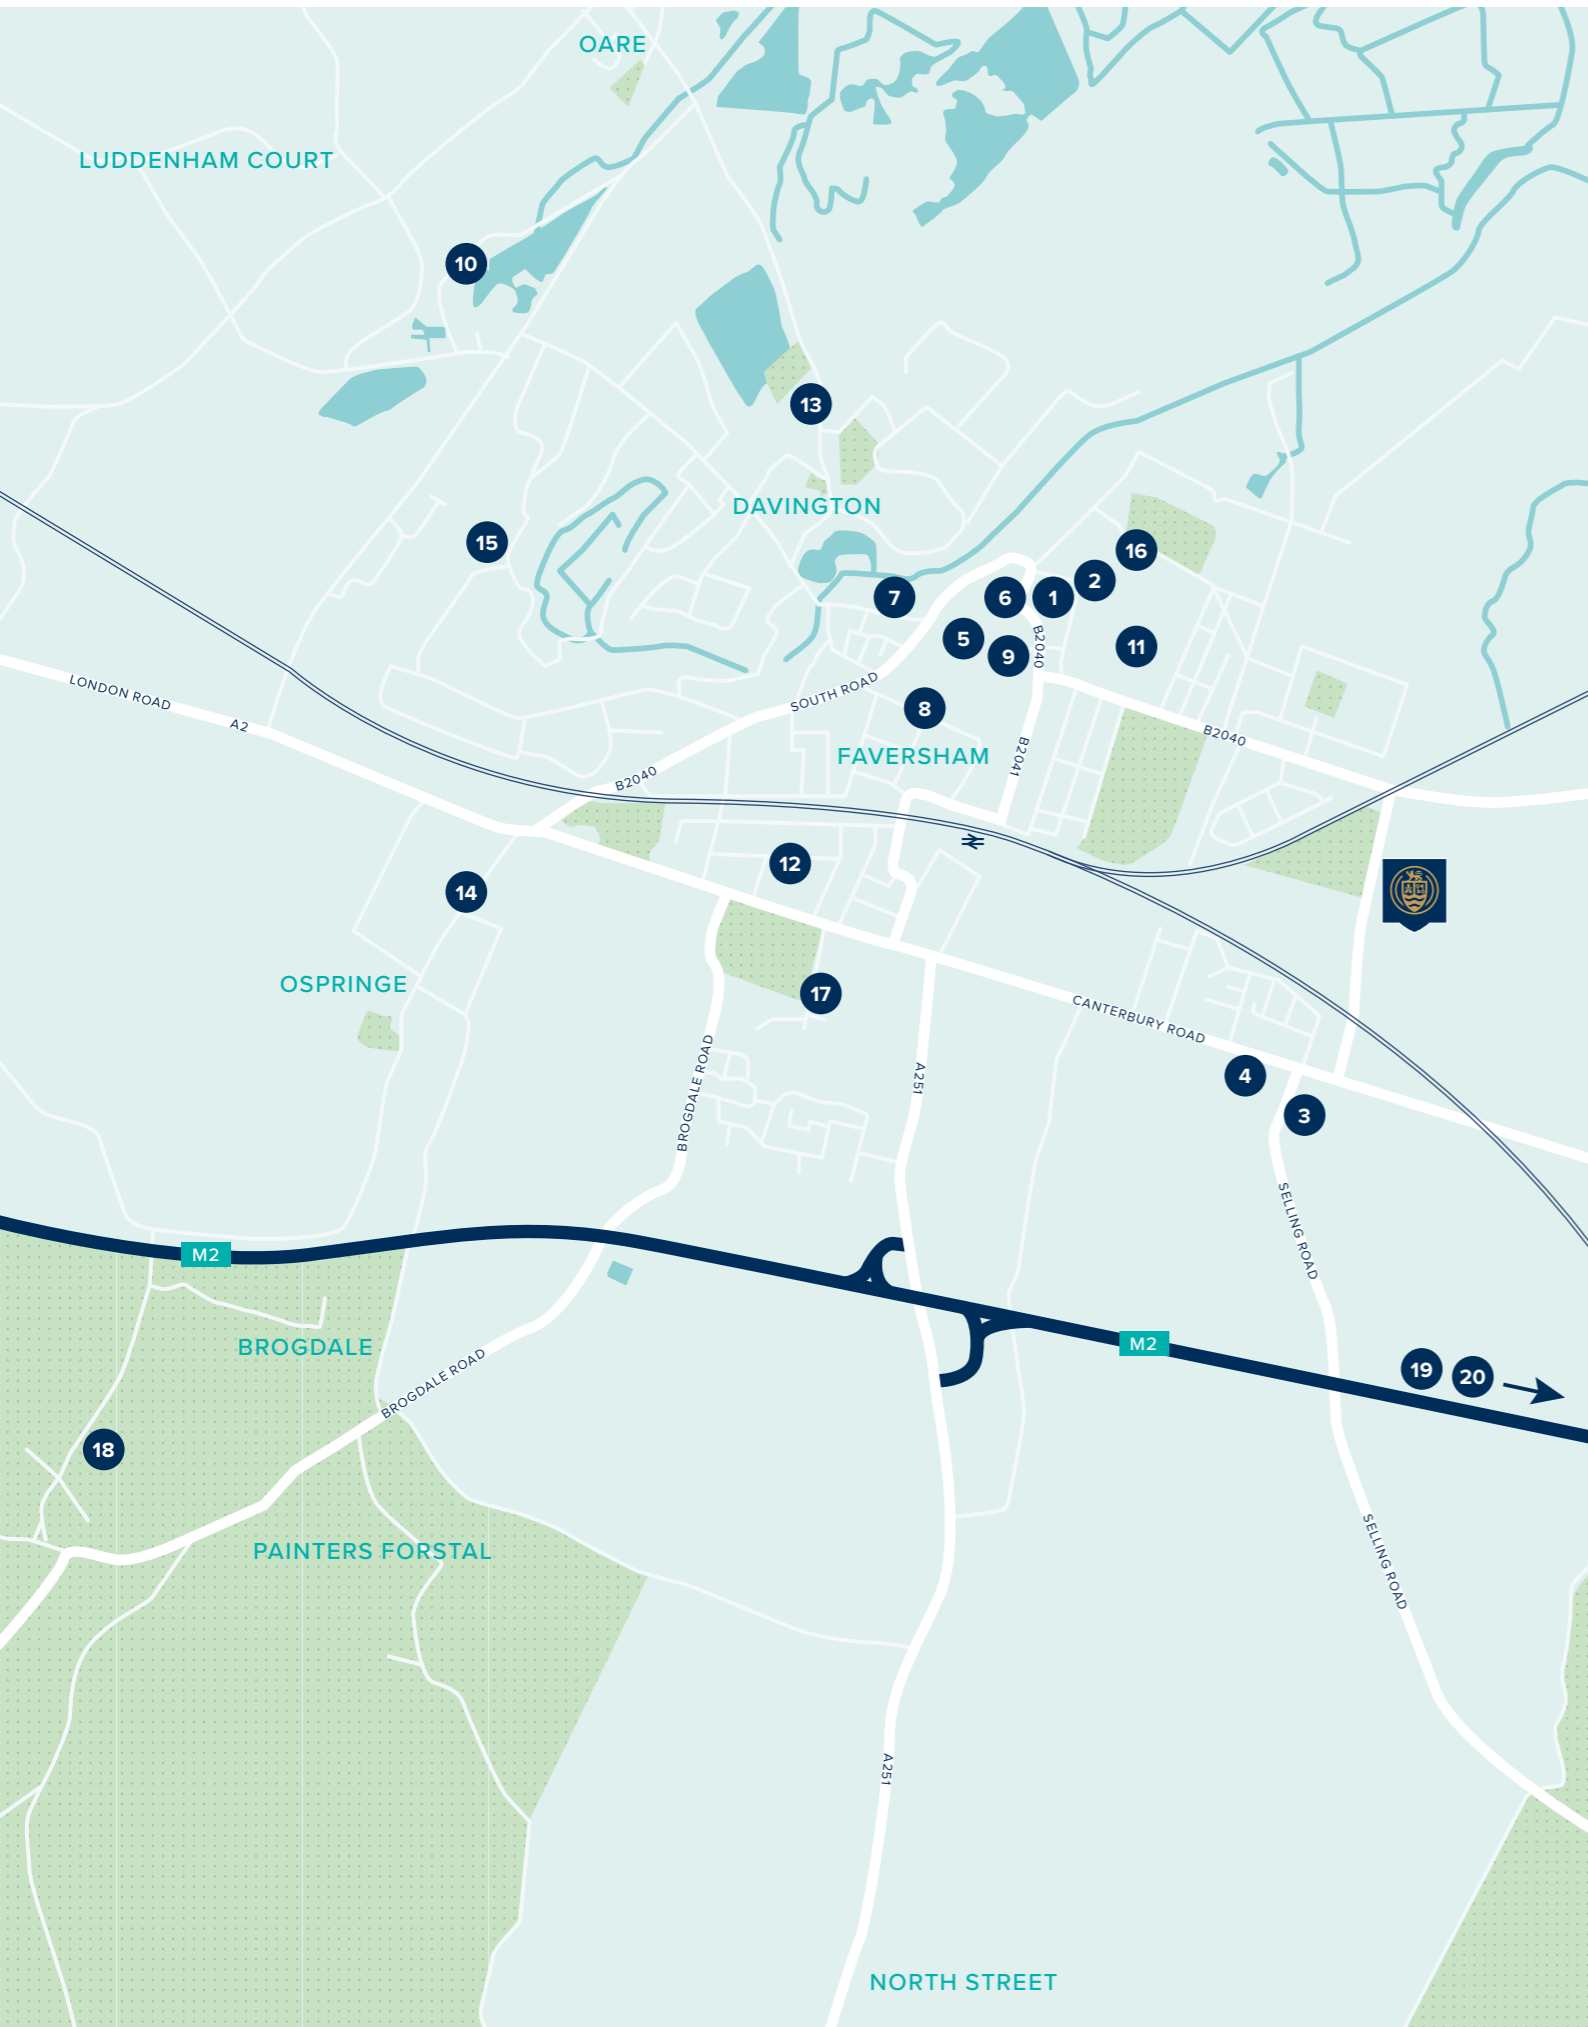 OARE
LUDDENHAM COURT
10
13
DAVINGTON
15
16
2
7
6
1
5
B2040
11
9
LONDON ROAD
SOUTH ROAD
8
A2
B2040
FAVERSHAM
B2041
B2040
12
14
OSPRINGE
17
CANTERBURY ROAD
4
A251
BROGDALE ROAD
3
SELLING ROAD
M2
BROGDALE
M2
19
20
BROGDALE ROAD
18
PAINTERS FORSTAL
SELLING ROAD
A251
NORTH STREET